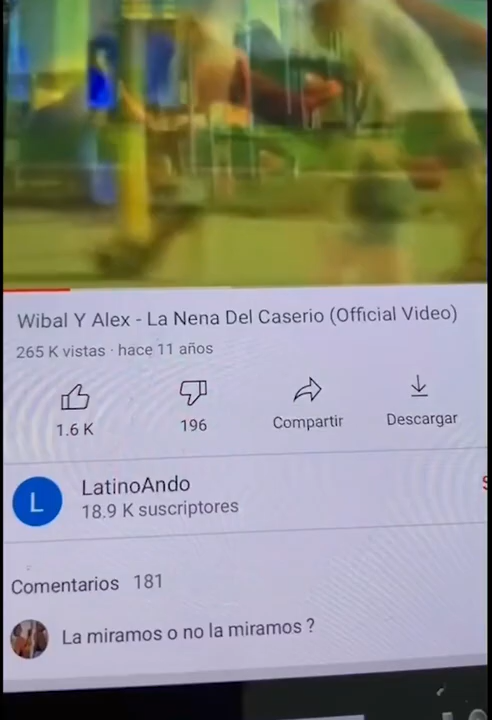 Wibal Y Alex - La Nena Del Caserio (Official Video)
265 K vistas · hace 11 años
1.6 K
196
Compartir
Descargar
L
LatinoAndo
18.9 K suscriptores
Comentarios 181
La miramos o no la miramos ?